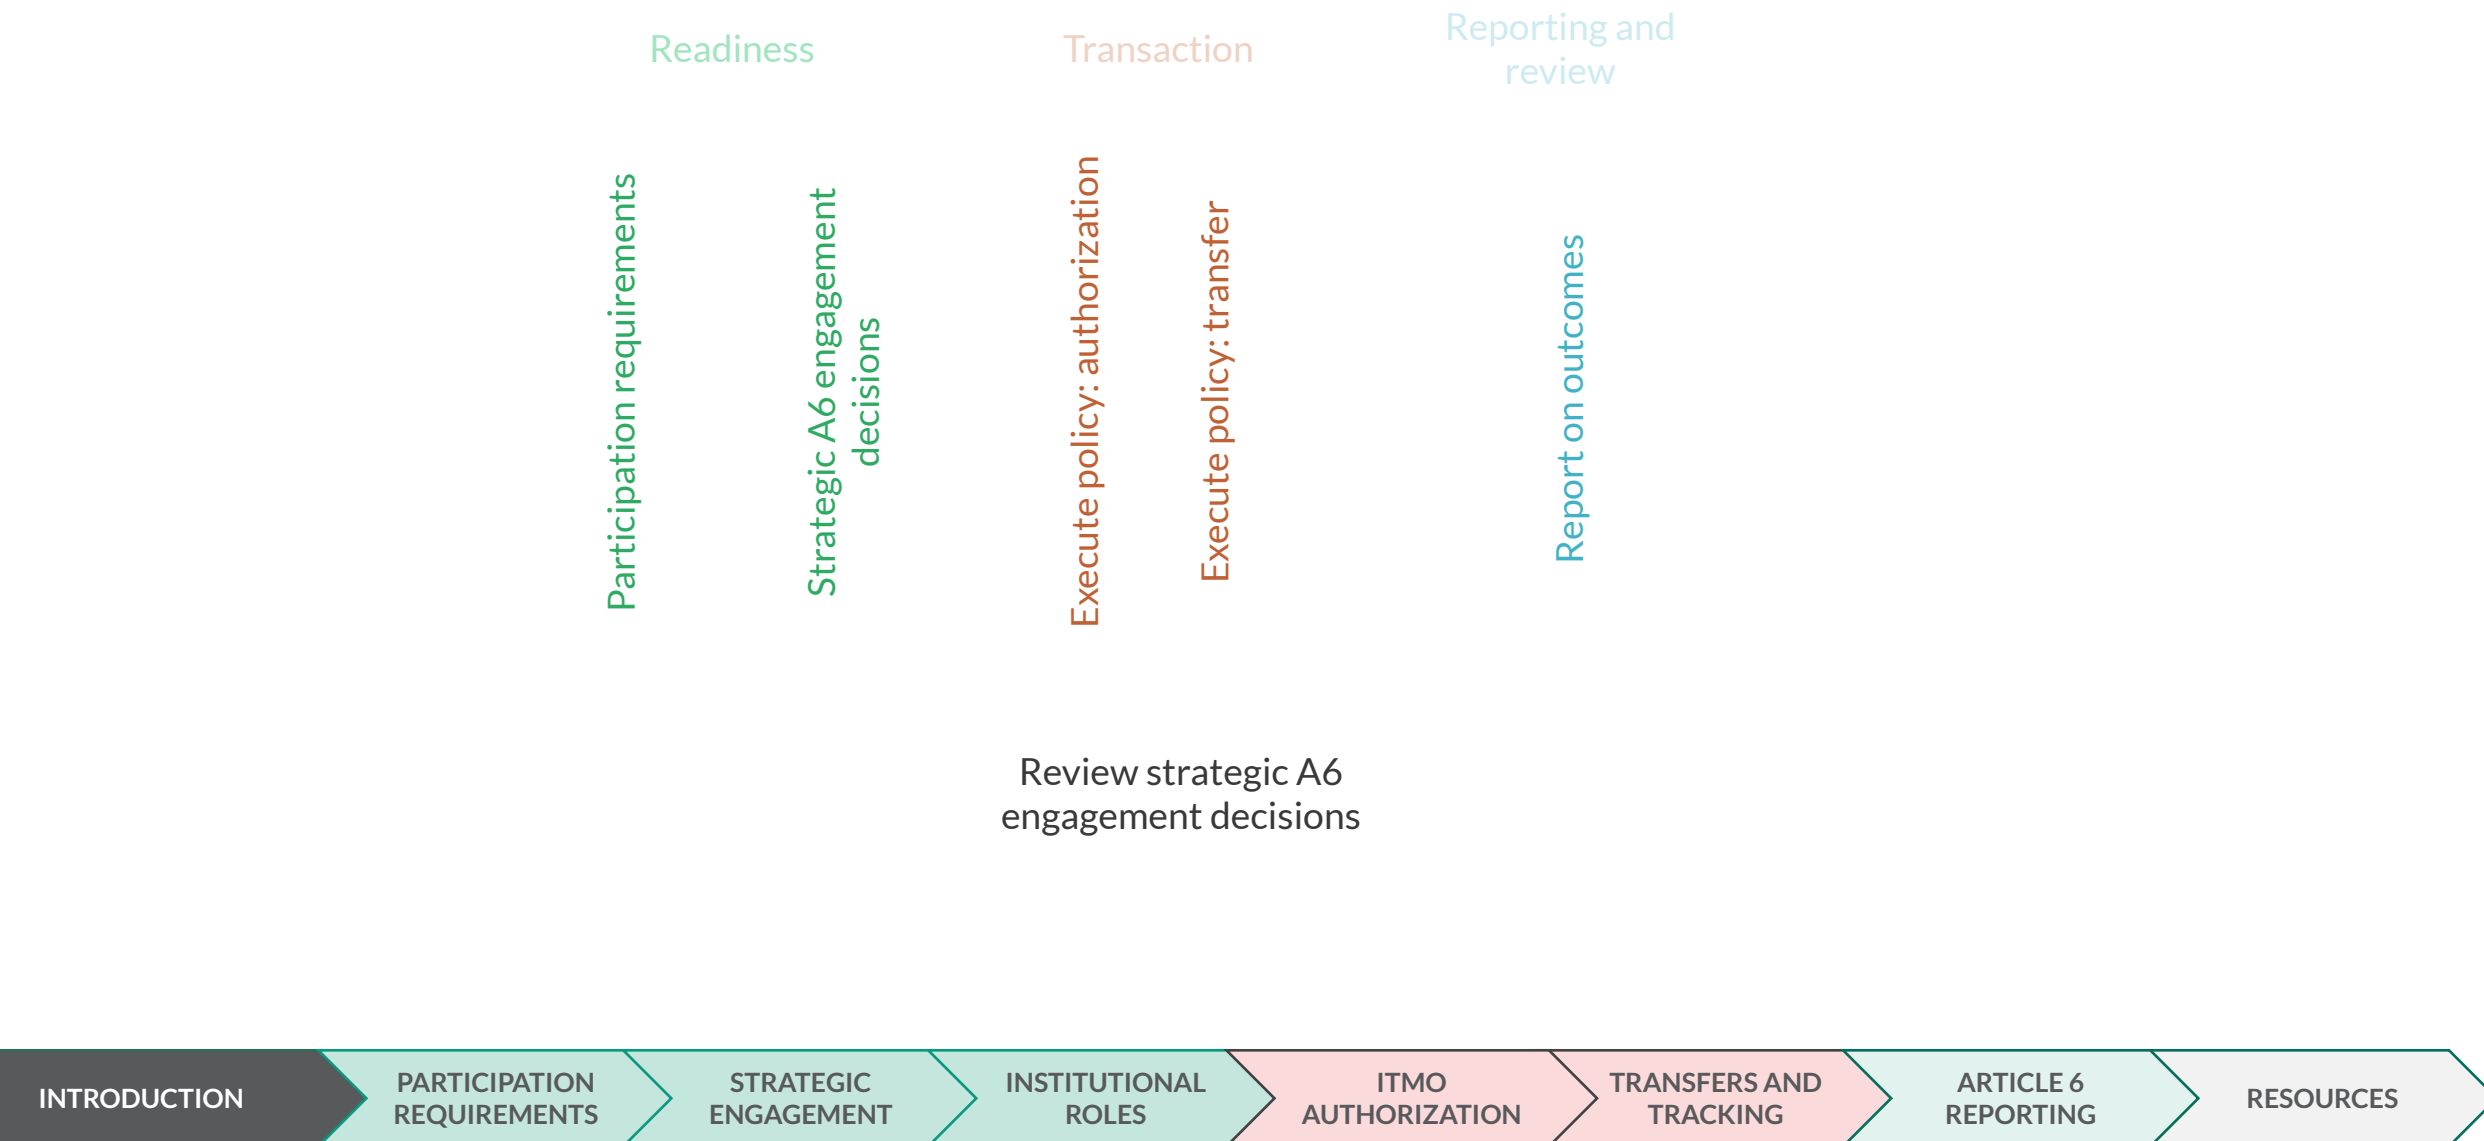 Readiness
Transaction
Reporting and
review
Participation requirements
Strategic A6 engagement
decisions
Execute policy: authorization
Execute policy: transfer
Report on outcomes
Review strategic A6
engagement decisions
INTRODUCTION
PARTICIPATION
REQUIREMENTS
STRATEGIC
ENGAGEMENT
INSTITUTIONAL
ROLES
ITMO
AUTHORIZATION
TRANSFERS AND
TRACKING
ARTICLE 6
REPORTING
RESOURCES